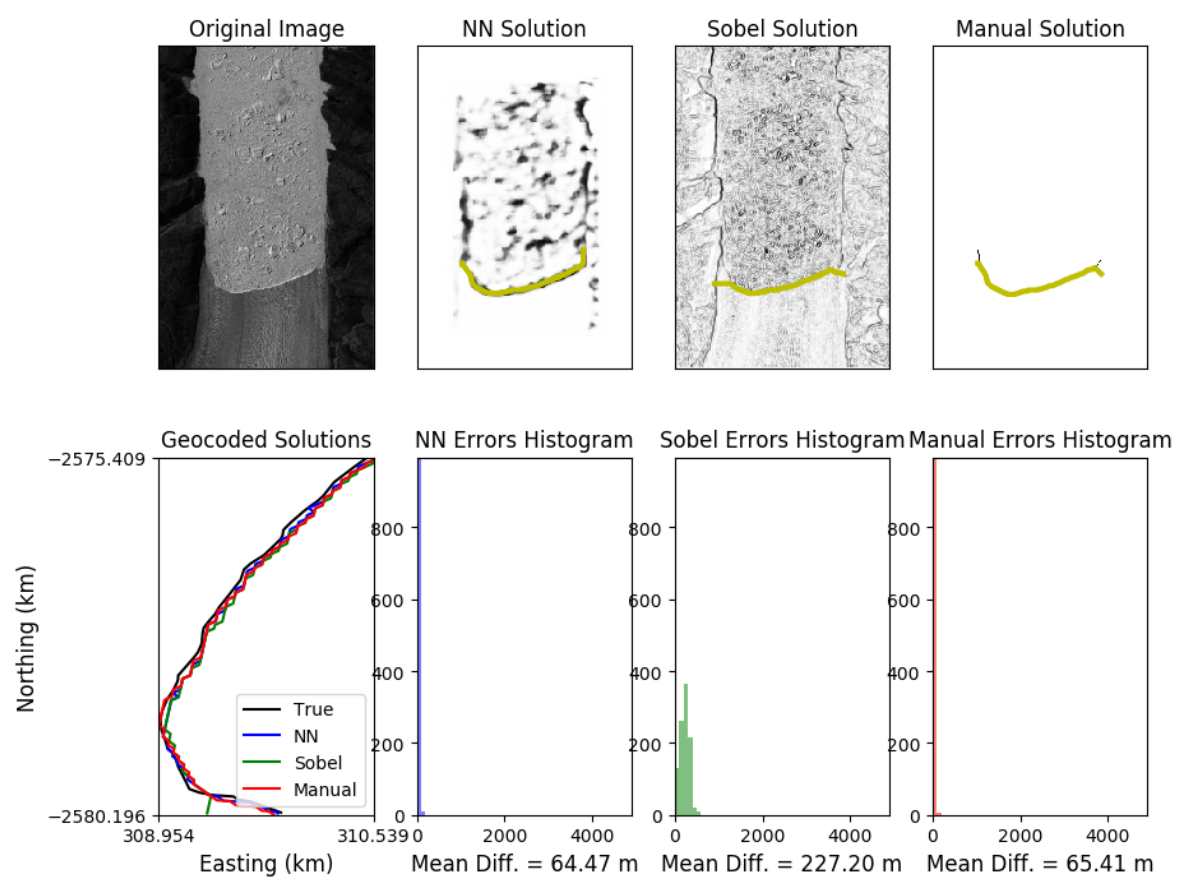 Original Image
NN Solution
Sobel Solution
Manual Solution
Geocoded Solutions
NN Errors Histogram
Sobel Errors Histogram
Manual Errors Histogram
Northing (km)
−2575.409
−2580.196
308.954
310.539
Easting (km)
True
NN
Sobel
Manual
800
600
400
200
0
0
2000
4000
Mean Diff. = 64.47 m
800
600
400
200
0
0
2000
4000
Mean Diff. = 227.20 m
800
600
400
200
0
0
2000
4000
Mean Diff. = 65.41 m